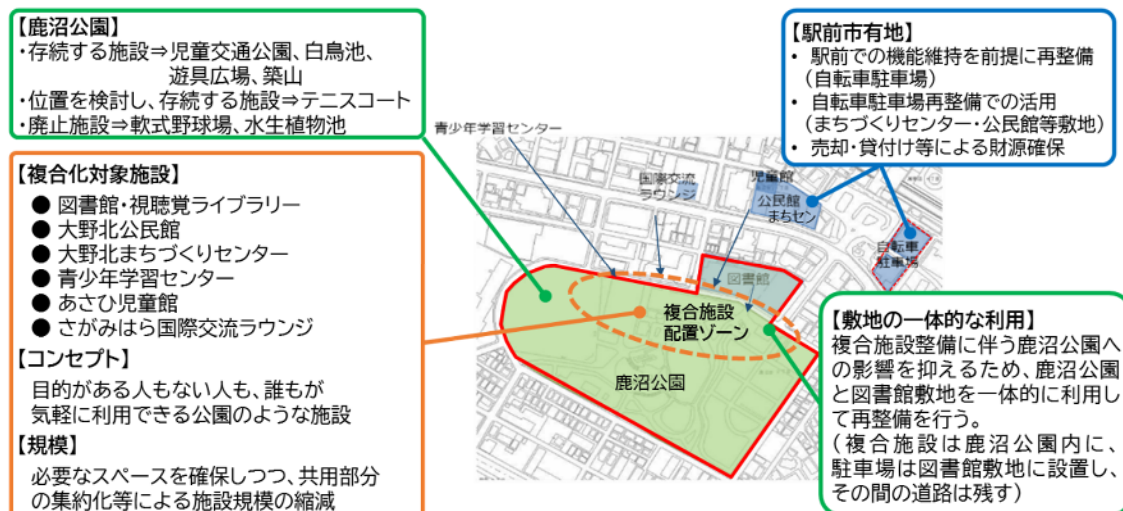 【鹿沼公園】
・存続する施設⇒児童交通公園、白鳥池、
遊具広場、築山
・位置を検討し、存続する施設⇒テニスコート
・廃止施設⇒軟式野球場、水生植物池
【複合化対象施設】
● 図書館・視聴覚ライブラリー
● 大野北公民館
● 大野北まちづくりセンター
● 青少年学習センター
● あさひ児童館
● さがみはら国際交流ラウンジ
【コンセプト】
目的がある人もない人も、誰もが
気軽に利用できる公園のような施設
【規模】
必要なスペースを確保しつつ、共用部分
の集約化等による施設規模の縮減
青少年学習センター
国際交流
ラウンジ
児童館
公民館
まちセン
自転車
駐車場
図書館
複合施設
配置ゾーン
鹿沼公園
【駅前市有地】
• 駅前での機能維持を前提に再整備
（自転車駐車場）
• 自転車駐車場再整備での活用
（まちづくりセンター・公民館等敷地）
• 売却・貸付け等による財源確保
【敷地の一体的な利用】
複合施設整備に伴う鹿沼公園へ
の影響を抑えるため、鹿沼公園
と図書館敷地を一体的に利用し
て再整備を行う。
（複合施設は鹿沼公園内に、
駐車場は図書館敷地に設置し、
その間の道路は残す）